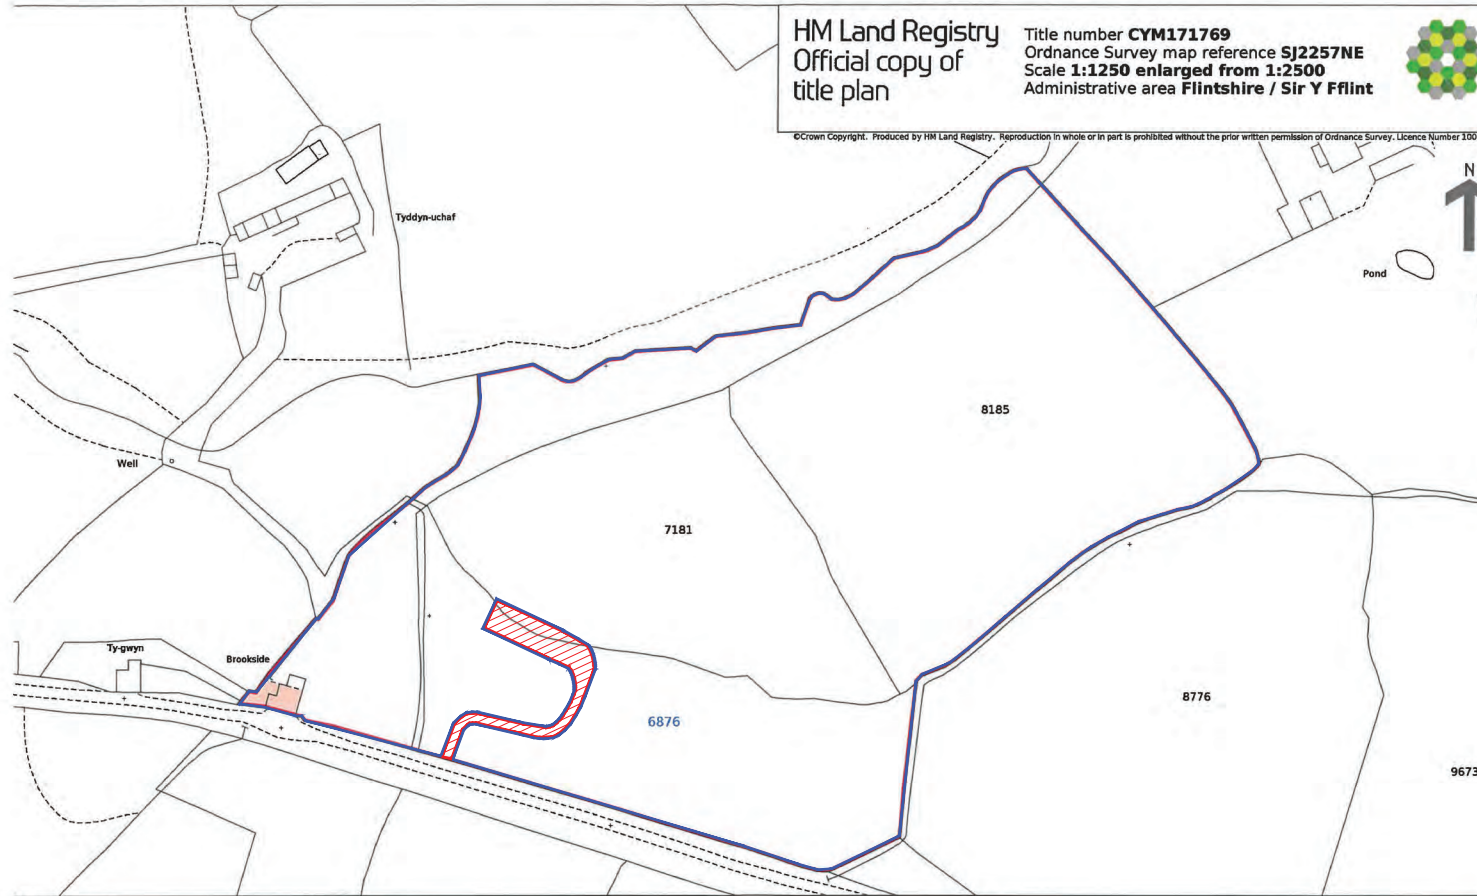 HM Land Registry
Official copy of
title plan
Title number CYM171769
Ordnance Survey map reference SJ2257NE
Scale 1:1250 enlarged from 1:2500
Administrative area Flintshire / Sir Y Fflint
©Crown Copyright. Produced by HM Land Registry. Reproduction in whole or in part is prohibited without the prior written permission of Ordnance Survey. Licence Number 100
N
Tyddyn-uchaf
Pond
8185
Well
7181
Ty-gwyn
Brookside
6876
8776
9673